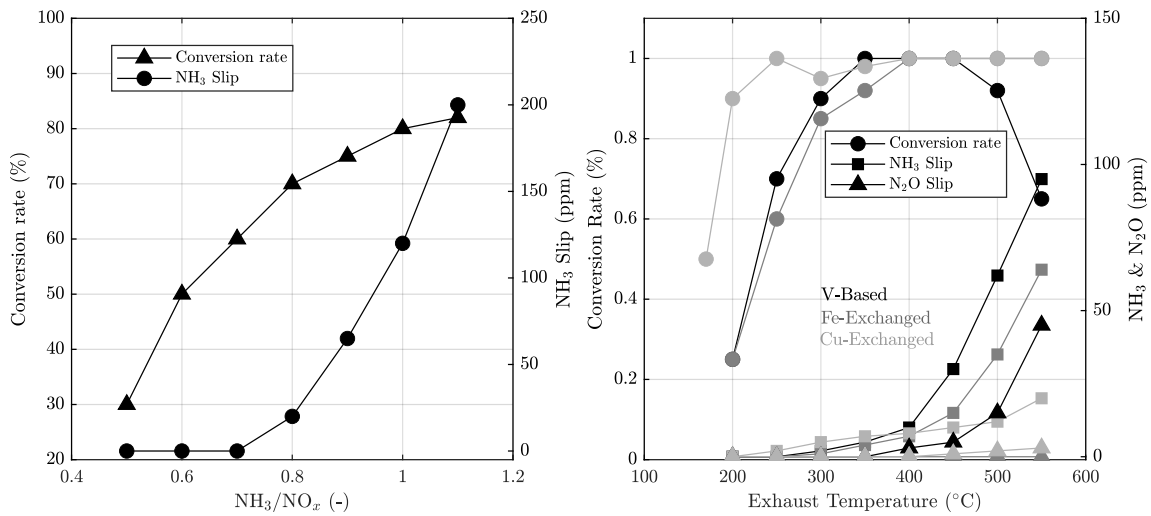 100
90
80
70
60
50
40
30
20
Conversion rate (%)
Conversion rate
NH₃ Slip
250
200
150
100
50
0
NH₃ Slip (ppm)
0.4 0.6 0.8 1 1.2
NH₃/NOₓ (-)
1
0.8
0.6
0.4
0.2
0
Conversion Rate (%)
Conversion rate
NH₃ Slip
N₂O Slip
V-Based
Fe-Exchanged
Cu-Exchanged
150
100
50
0
NH₃ & N₂O (ppm)
100 200 300 400 500 600
Exhaust Temperature (°C)